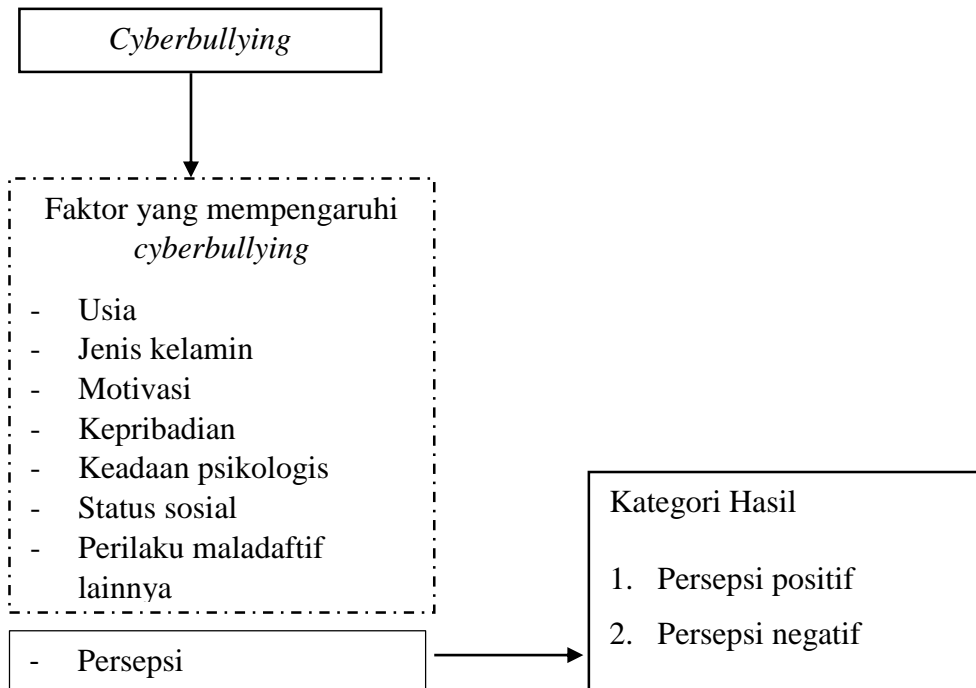 Cyberbullying
Faktor yang mempengaruhi
cyberbullying
- Usia
- Jenis kelamin
- Motivasi
- Kepribadian
- Keadaan psikologis
- Status sosial
- Perilaku maladaftif
lainnya
- Persepsi
Kategori Hasil
1. Persepsi positif
2. Persepsi negatif